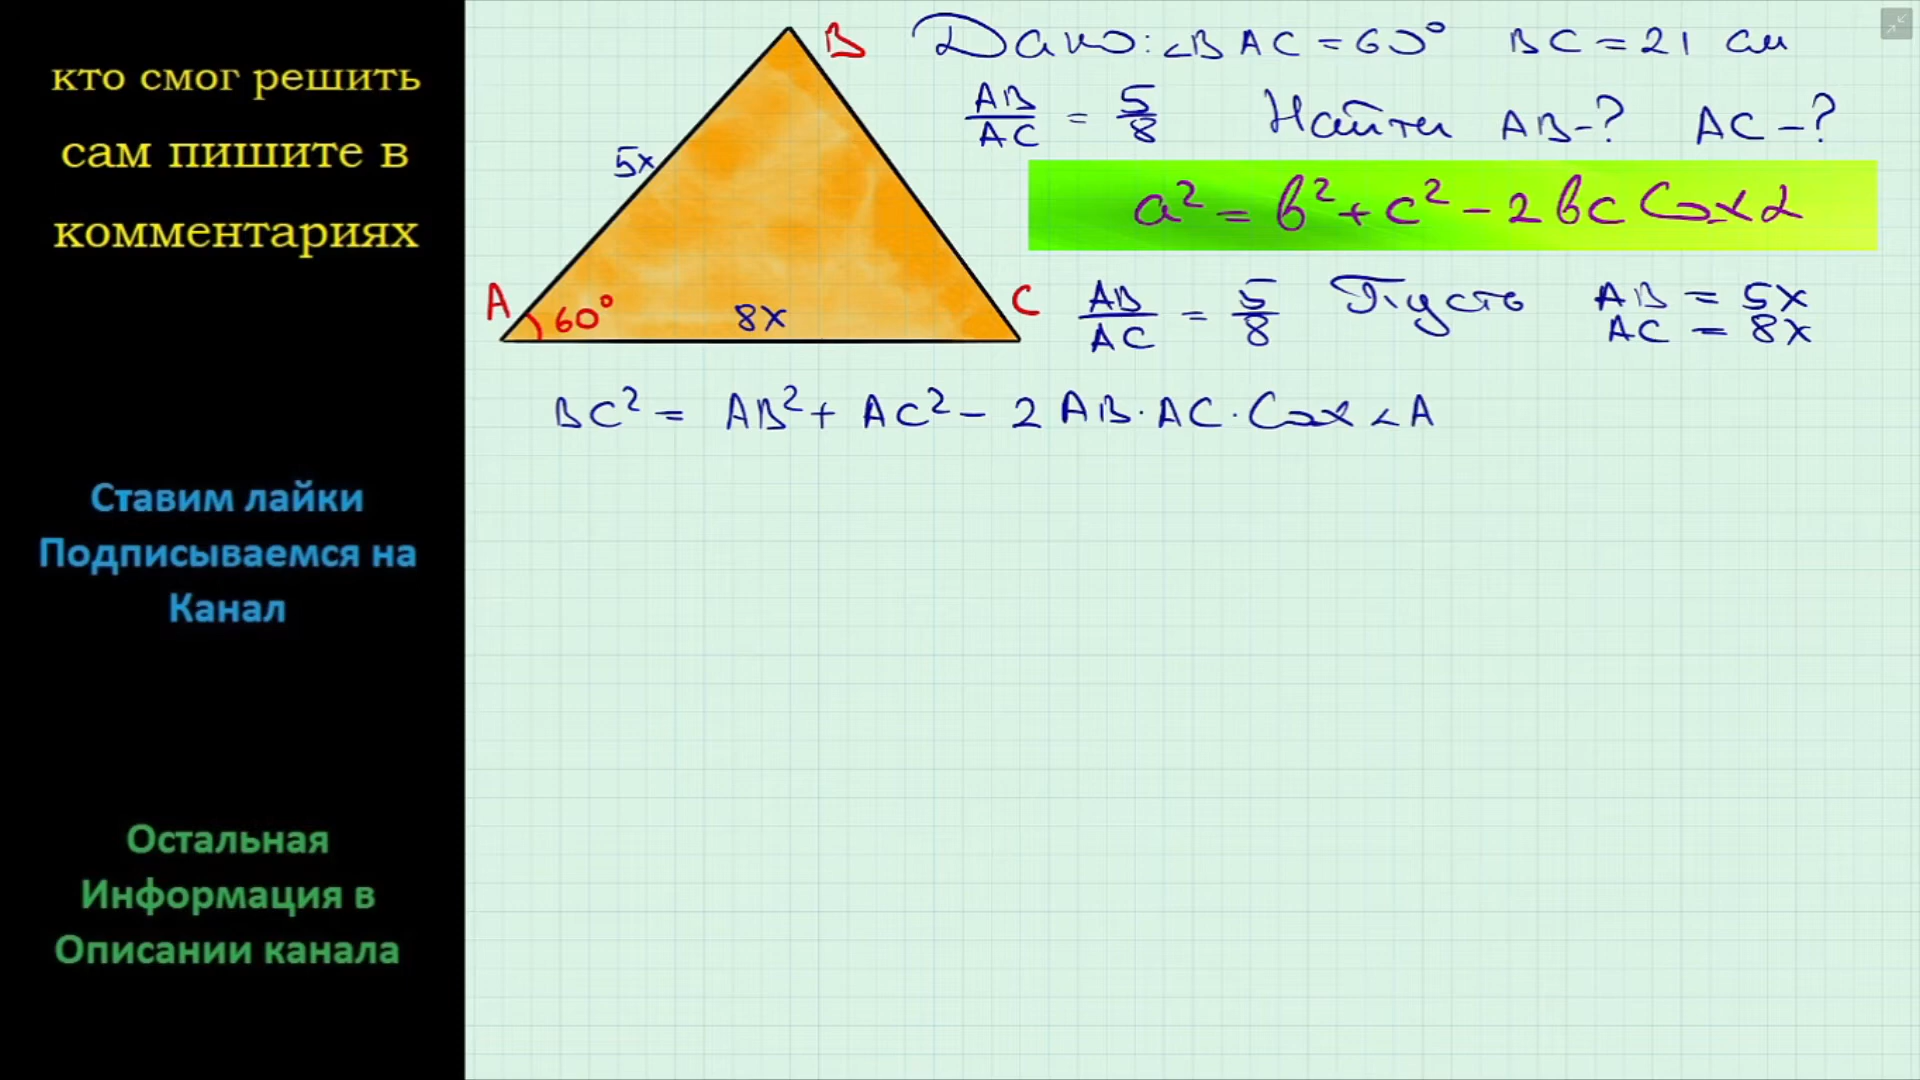 кто смог решить
сам пишите в
комментариях
Ставим лайки
Подписываемся на
Канал
Остальная
Информация в
Описании канала
Дано: ∠BAC = 60° BC = 21 см
AB/AC = 5/8 Найти AB-? AC-?
a² = b² + c² - 2bc Cos α
B
5x
A
60°
8x
C
AB/AC = 5/8 Пусть AB = 5x
AC = 8x
BC² = AB² + AC² - 2 AB · AC · Cos ∠A